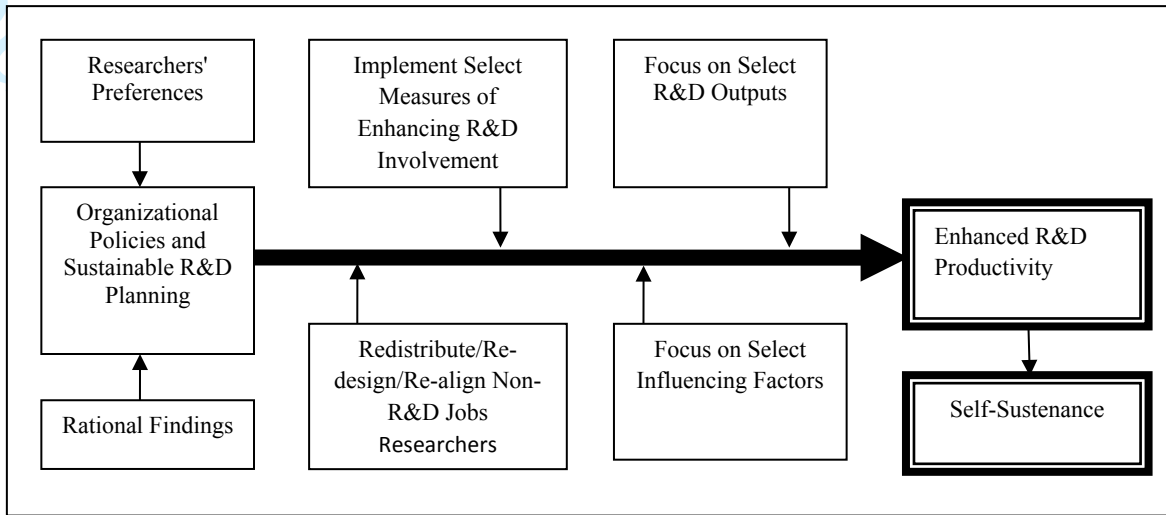 Researchers'
Preferences
Implement Select
Measures of
Enhancing R&D
Involvement
Focus on Select
R&D Outputs
Organizational
Policies and
Sustainable R&D
Planning
Enhanced R&D
Productivity
Rational Findings
Redistribute/Re-
design/Re-align Non-
R&D Jobs
Researchers
Focus on Select
Influencing Factors
Self-Sustenance